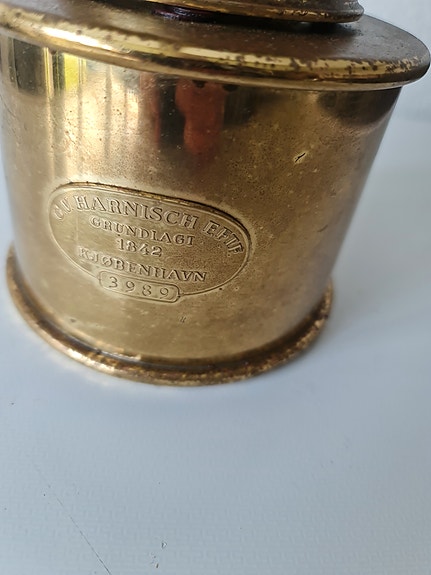 G.V. HARNISCH EFTF.
GRUNDLAGT
1842
KJØBENHAVN
3989